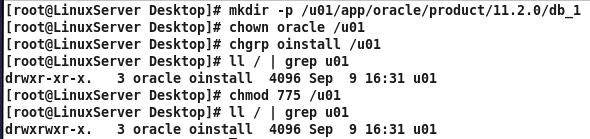 [root@LinuxServer Desktop]# mkdir -p /u01/app/oracle/product/11.2.0/db_1
[root@LinuxServer Desktop]# chown oracle /u01
[root@LinuxServer Desktop]# chgrp oinstall /u01
[root@LinuxServer Desktop]# ll / | grep u01
drwxr-xr-x.   3 oracle oinstall  4096 Sep  9 16:31 u01
[root@LinuxServer Desktop]# chmod 775 /u01
[root@LinuxServer Desktop]# ll / | grep u01
drwxrwxr-x.   3 oracle oinstall  4096 Sep  9 16:31 u01